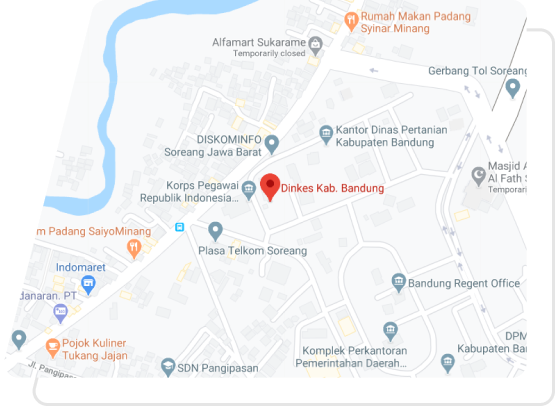 Rumah Makan Padang
Syinar Minang
Alfamart Sukarame
Temporarily closed
Gerbang Tol Soreang
DISKOMINFO
Soreang Jawa Barat
Kantor Dinas Pertanian
Kabupaten Bandung
Masjid A
Al Fath S
Temporari
Korps Pegawai
Republik Indonesia...
Dinkes Kab. Bandung
m Padang SaiyoMinang
Plasa Telkom Soreang
Indomaret
danaran. PT
Bandung Regent Office
Pojok Kuliner
Tukang Jajan
Komplek Perkantoran
Pemerintahan Daerah...
DPM
Kabupaten Ban
SDN Pangipasan
Jl. Pangipas